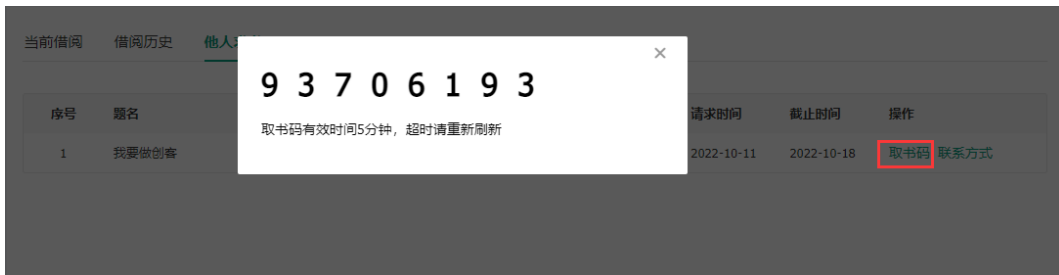 当前借阅 借阅历史 他人
9 3 7 0 6 1 9 3
取书码有效时间5分钟，超时请重新刷新
序号 题名 请求时间 截止时间 操作
1 我要做创客 2022-10-11 2022-10-18 取书码 联系方式